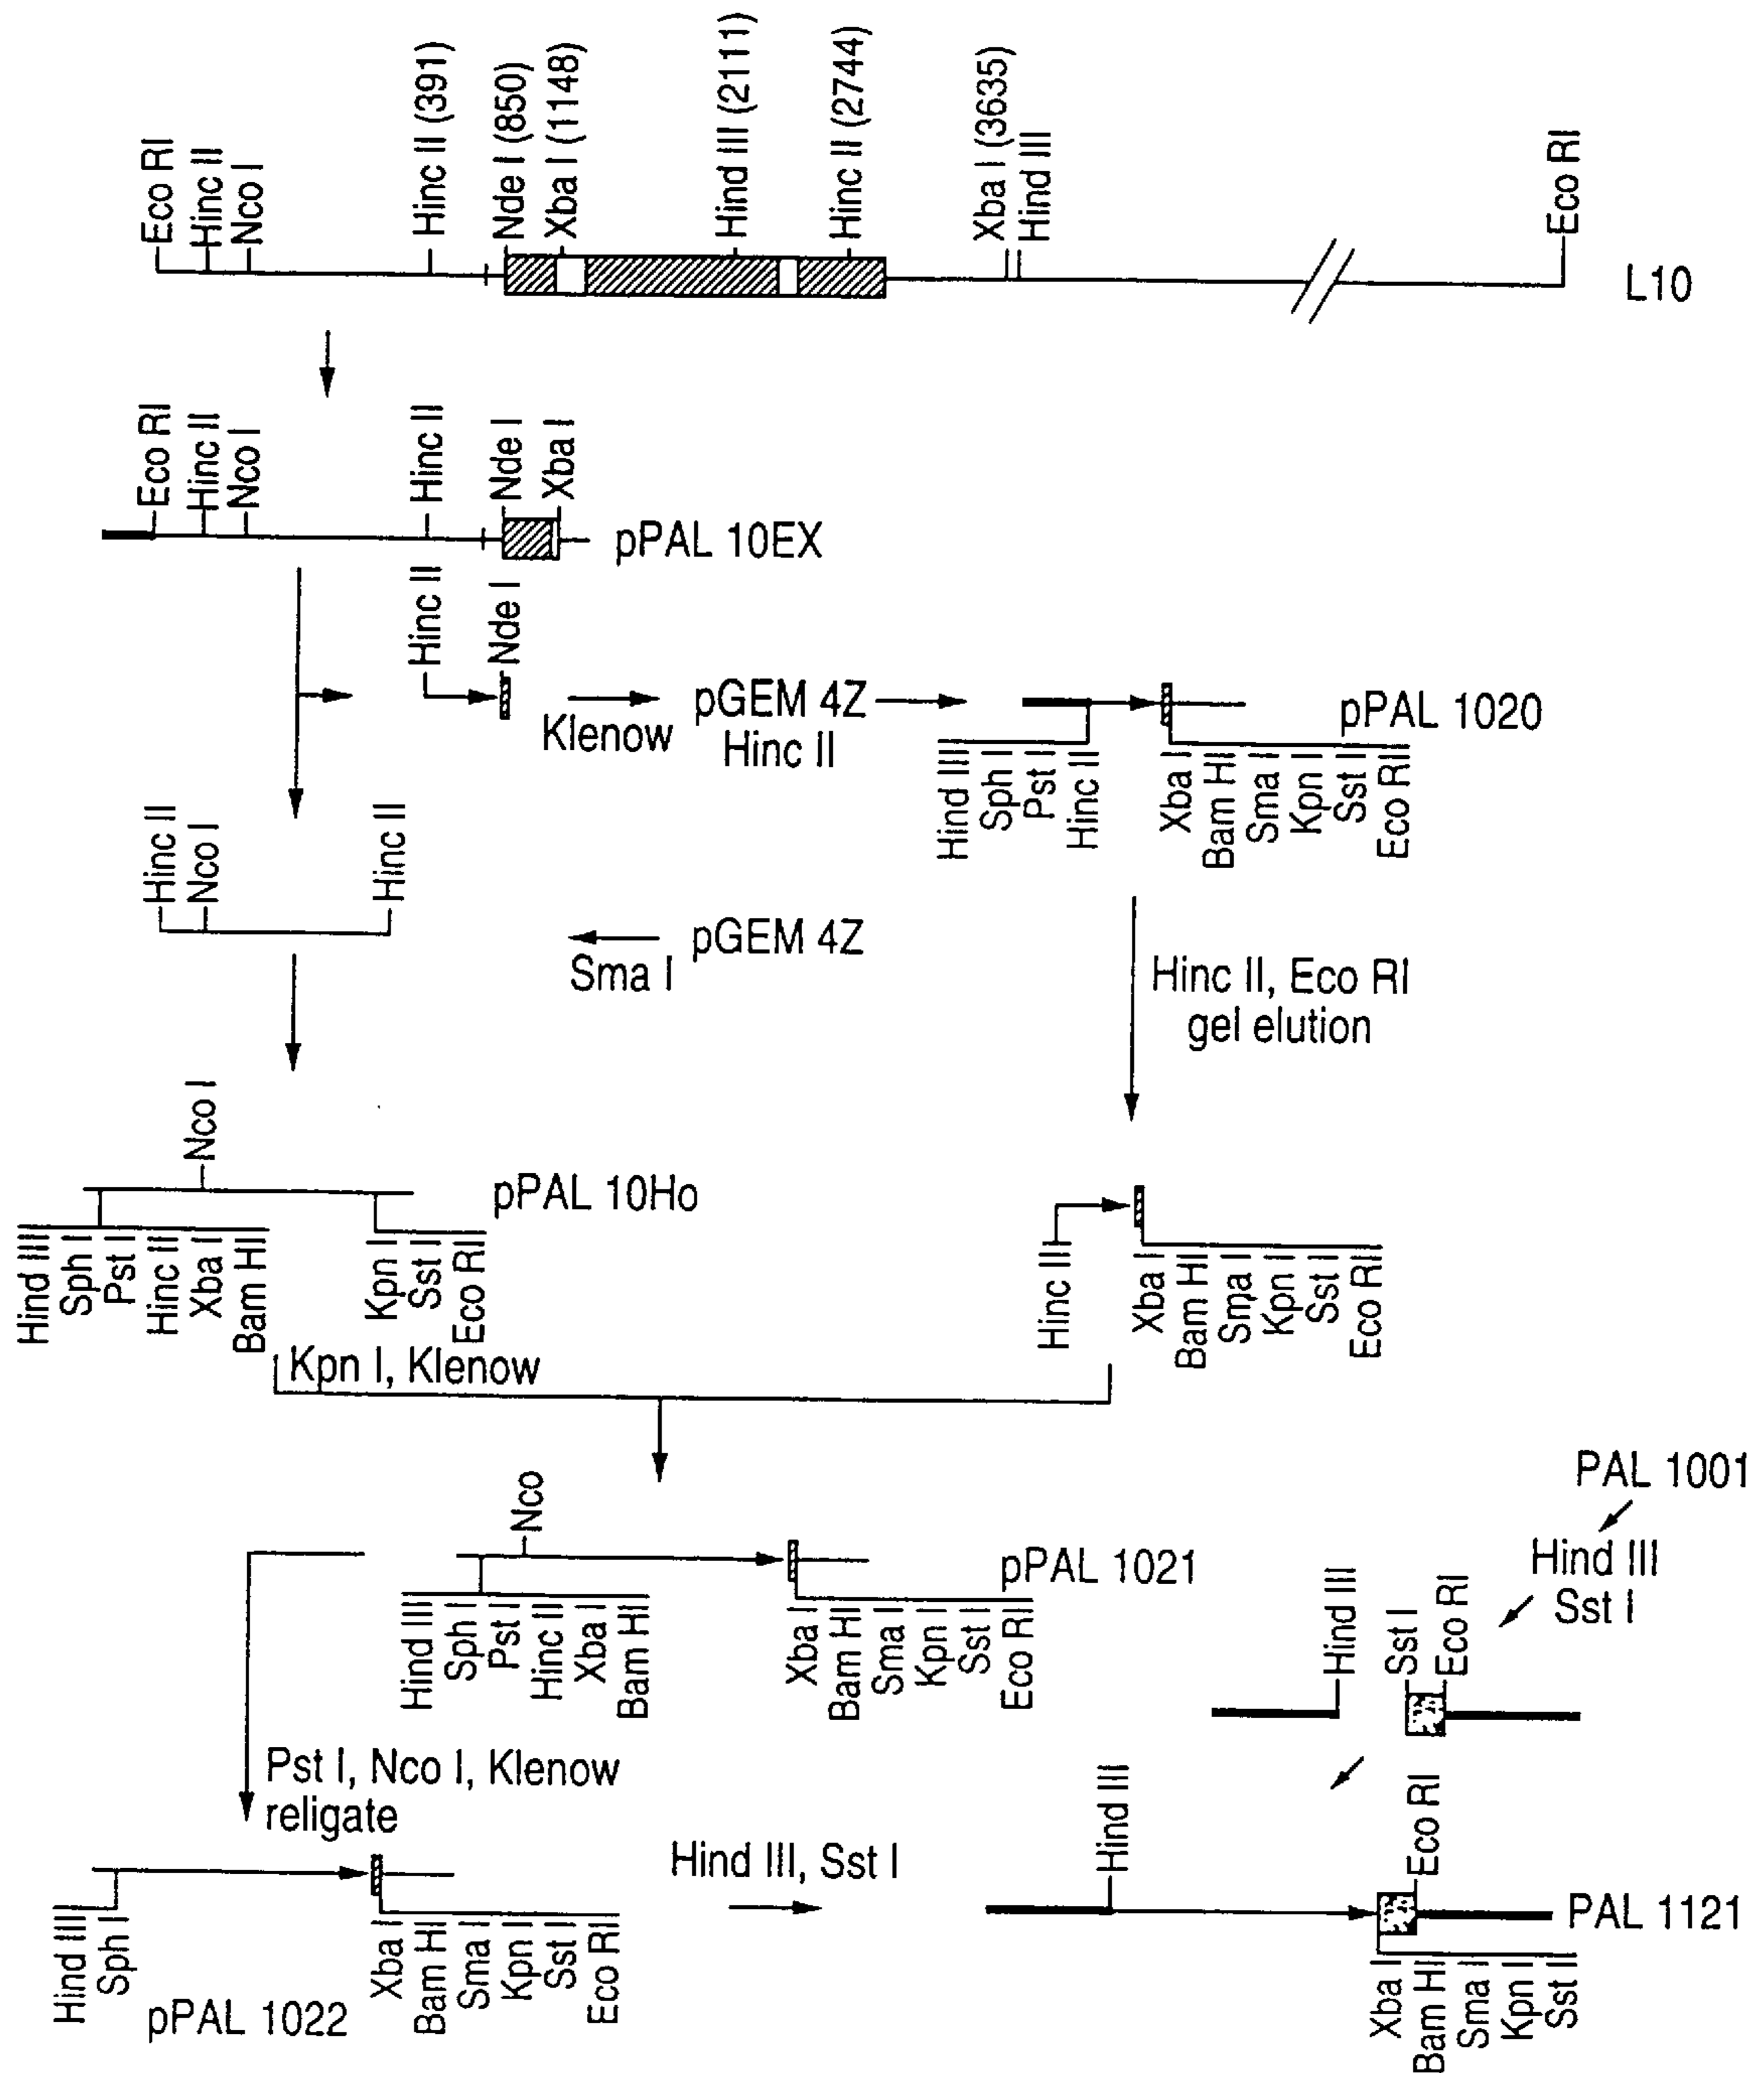 Eco RI
Hinc II
Nco I
Hinc II (391)
Nde I (850)
Xba I (1148)
Hind III (2111)
Hinc II (2744)
Xba I (3635)
Hind III
Eco RI
L10
Eco RI
Hinc II
Nco I
Hinc II
Nde I
Xba I
pPAL 10EX
Hinc II
Nde I
Klenow
pGEM 4Z
Hinc II
pPAL 1020
Hind III
Sph I
Pst I
Hinc II
Xba I
Bam HI
Sma I
Kpn I
Sst I
Eco RI
Hinc II
Nco I
Hinc II
pGEM 4Z
Sma I
Hinc II, Eco RI
gel elution
Nco I
pPAL 10Ho
Hind III
Sph I
Pst I
Hinc II
Xba I
Bam HI
Kpn I
Sst I
Eco RI
Hinc II
Xba I
Bam HI
Sma I
Kpn I
Sst I
Eco RI
Kpn I, Klenow
Nco
pPAL 1021
Hind III
Sph I
Pst I
Hinc II
Xba I
Bam HI
Xba I
Bam HI
Sma I
Kpn I
Sst I
Eco RI
PAL 1001
Hind III
Sst I
Hind III
Sst I
Eco RI
Pst I, Nco I, Klenow
religate
Hind III
Sph I
Xba I
Bam HI
Sma I
Kpn I
Sst I
Eco RI
pPAL 1022
Hind III, Sst I
Hind III
Eco RI
PAL 1121
Xba I
Bam HI
Sma I
Kpn I
Sst I